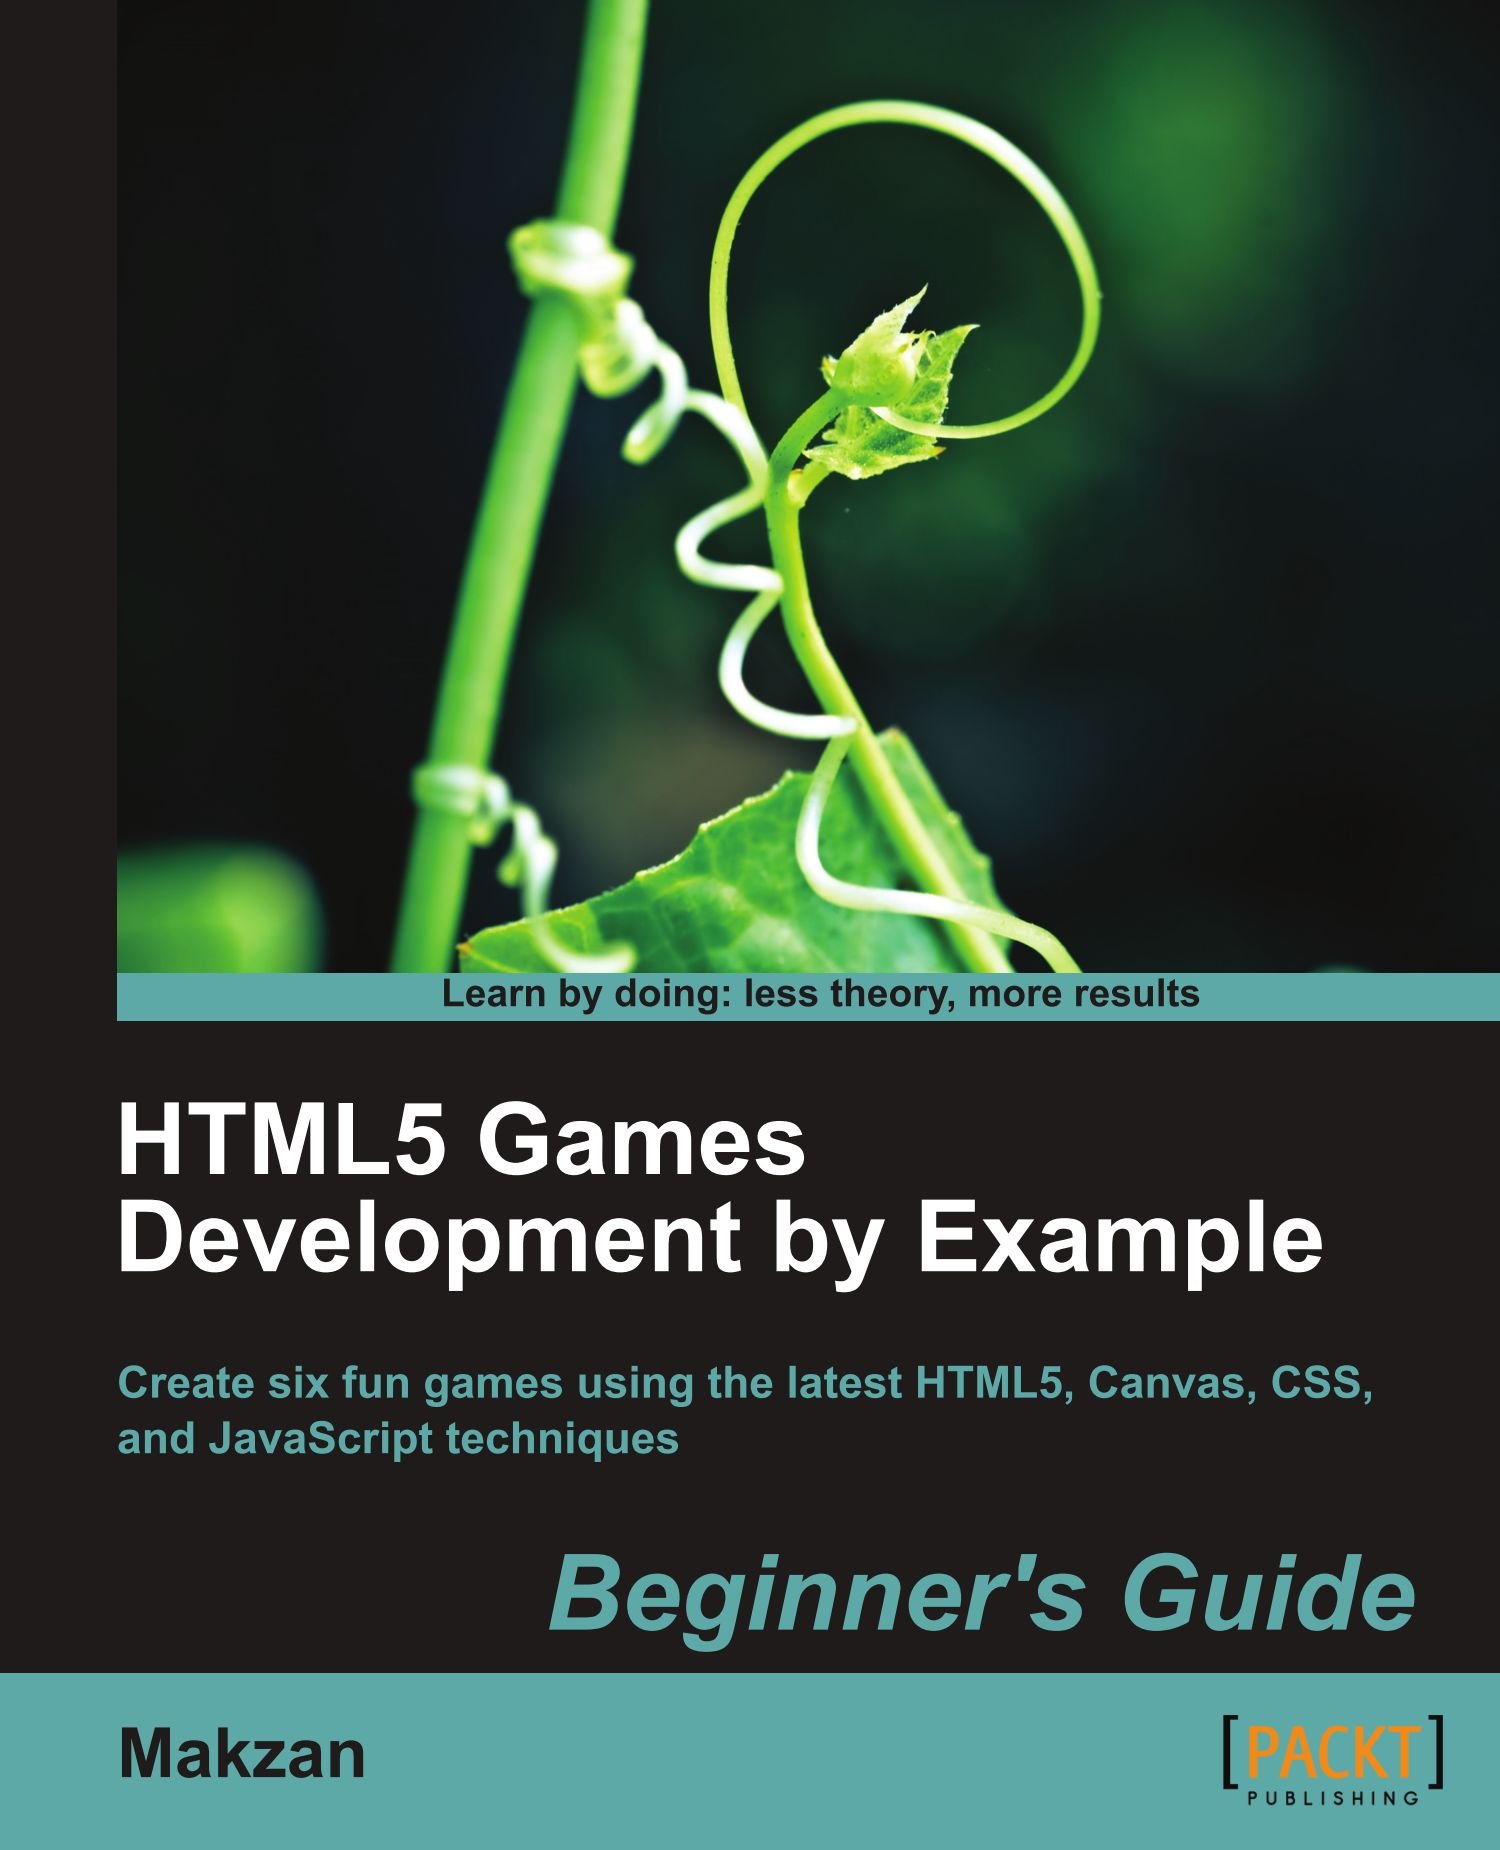 Learn by doing: less theory, more results
HTML5 Games
Development by Example
Create six fun games using the latest HTML5, Canvas, CSS,
and JavaScript techniques
Beginner's Guide
Makzan
[PACKT]
PUBLISHING